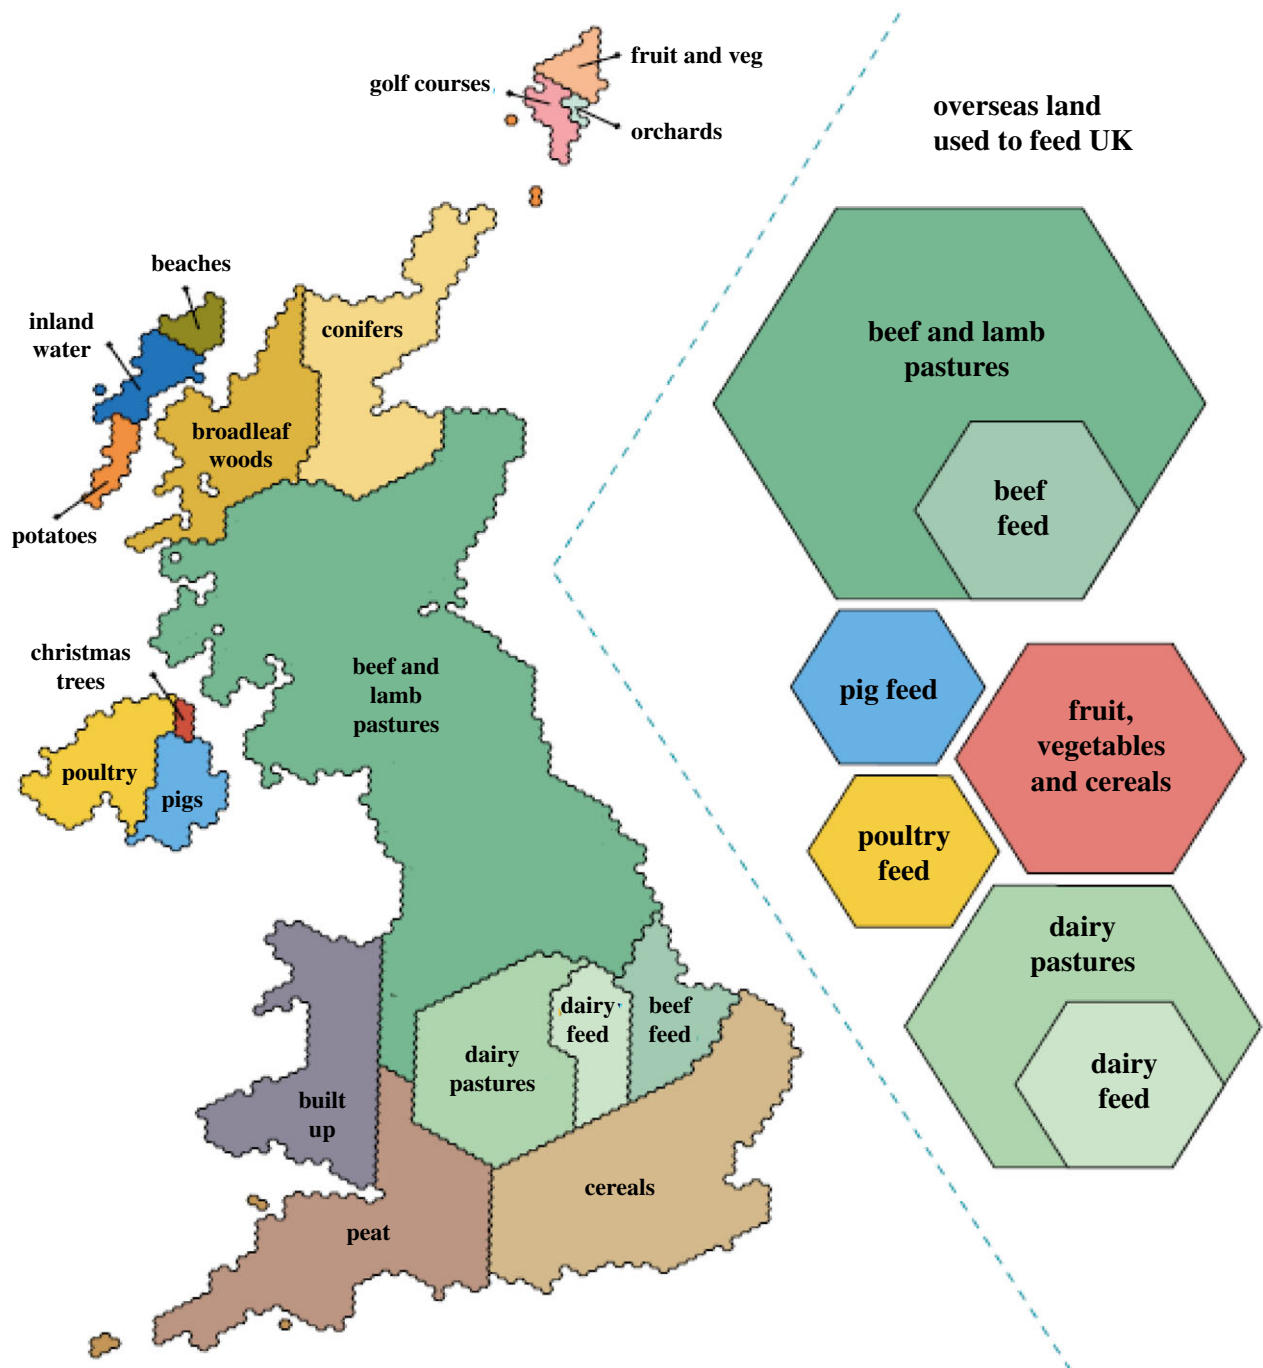 fruit and veg
golf courses
orchards
overseas land
used to feed UK
beaches
inland
water
conifers
broadleaf
woods
potatoes
beef and lamb
pastures
beef
feed
christmas
trees
beef and
lamb
pastures
pig feed
fruit,
vegetables
and cereals
poultry
pigs
poultry
feed
dairy
pastures
dairy
feed
beef
feed
dairy
pastures
dairy
feed
built
up
cereals
peat